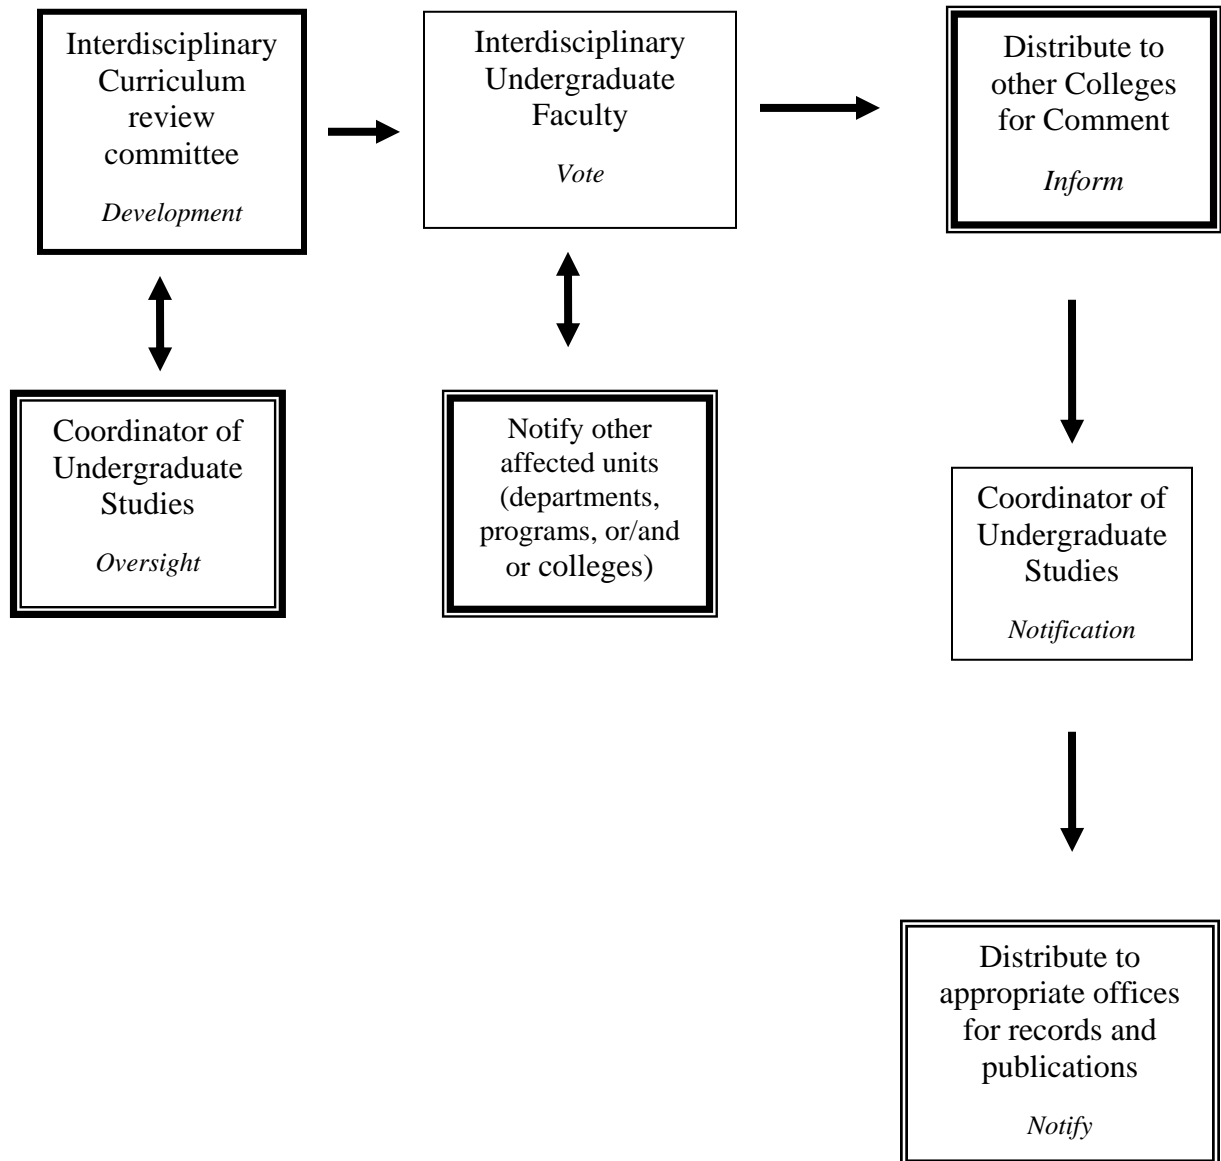 Interdisciplinary
Curriculum
review
committee
Development
Interdisciplinary
Undergraduate
Faculty
Vote
Distribute to
other Colleges
for Comment
Inform
Coordinator of
Undergraduate
Studies
Oversight
Notify other
affected units
(departments,
programs, or/and
or colleges)
Coordinator of
Undergraduate
Studies
Notification
Distribute to
appropriate offices
for records and
publications
Notify